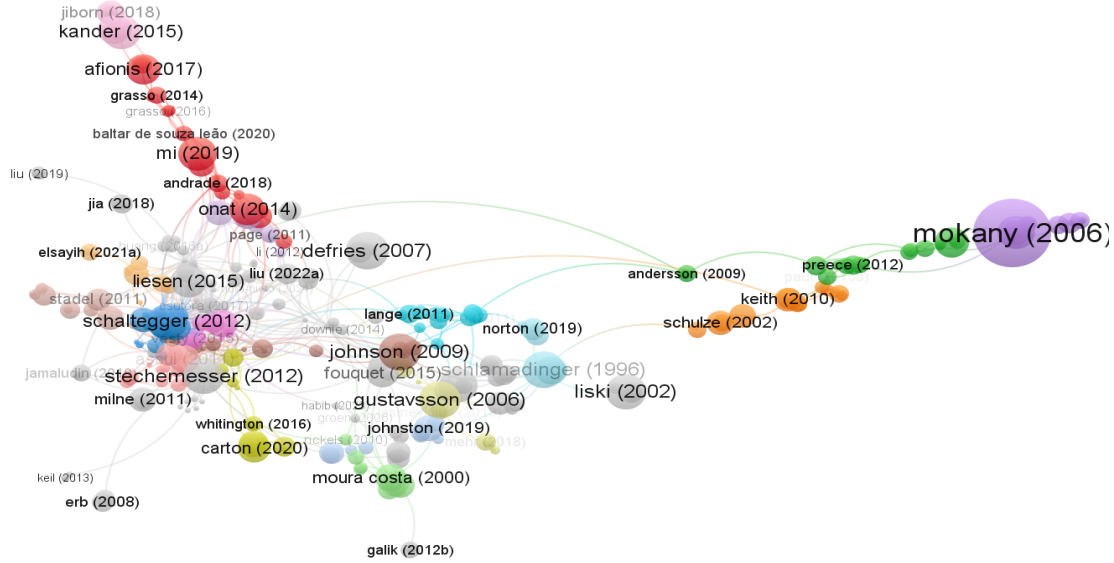 jiborn (2018)
kander (2015)
afionis (2017)
grasso (2014)
grasso (2016)
baltar de souza leão (2020)
mi (2019)
liu (2019)
andrade (2018)
jia (2018)
onat (2014)
mokany (2006)
page (2011)
elsayih (2021a)
li (2012)
defries (2007)
preece (2012)
andersson (2009)
liu (2022a)
liesen (2015)
stadel (2011)
keith (2010)
lange (2011)
schaltegger (2012)
schulze (2002)
downie (2014)
norton (2019)
johnson (2009)
schlamadinger (1996)
fouquet (2015)
stechemesser (2012)
liski (2002)
milne (2011)
gustavsson (2006)
whitington (2016)
johnston (2019)
carton (2020)
moura costa (2000)
keil (2013)
erb (2008)
galik (2012b)